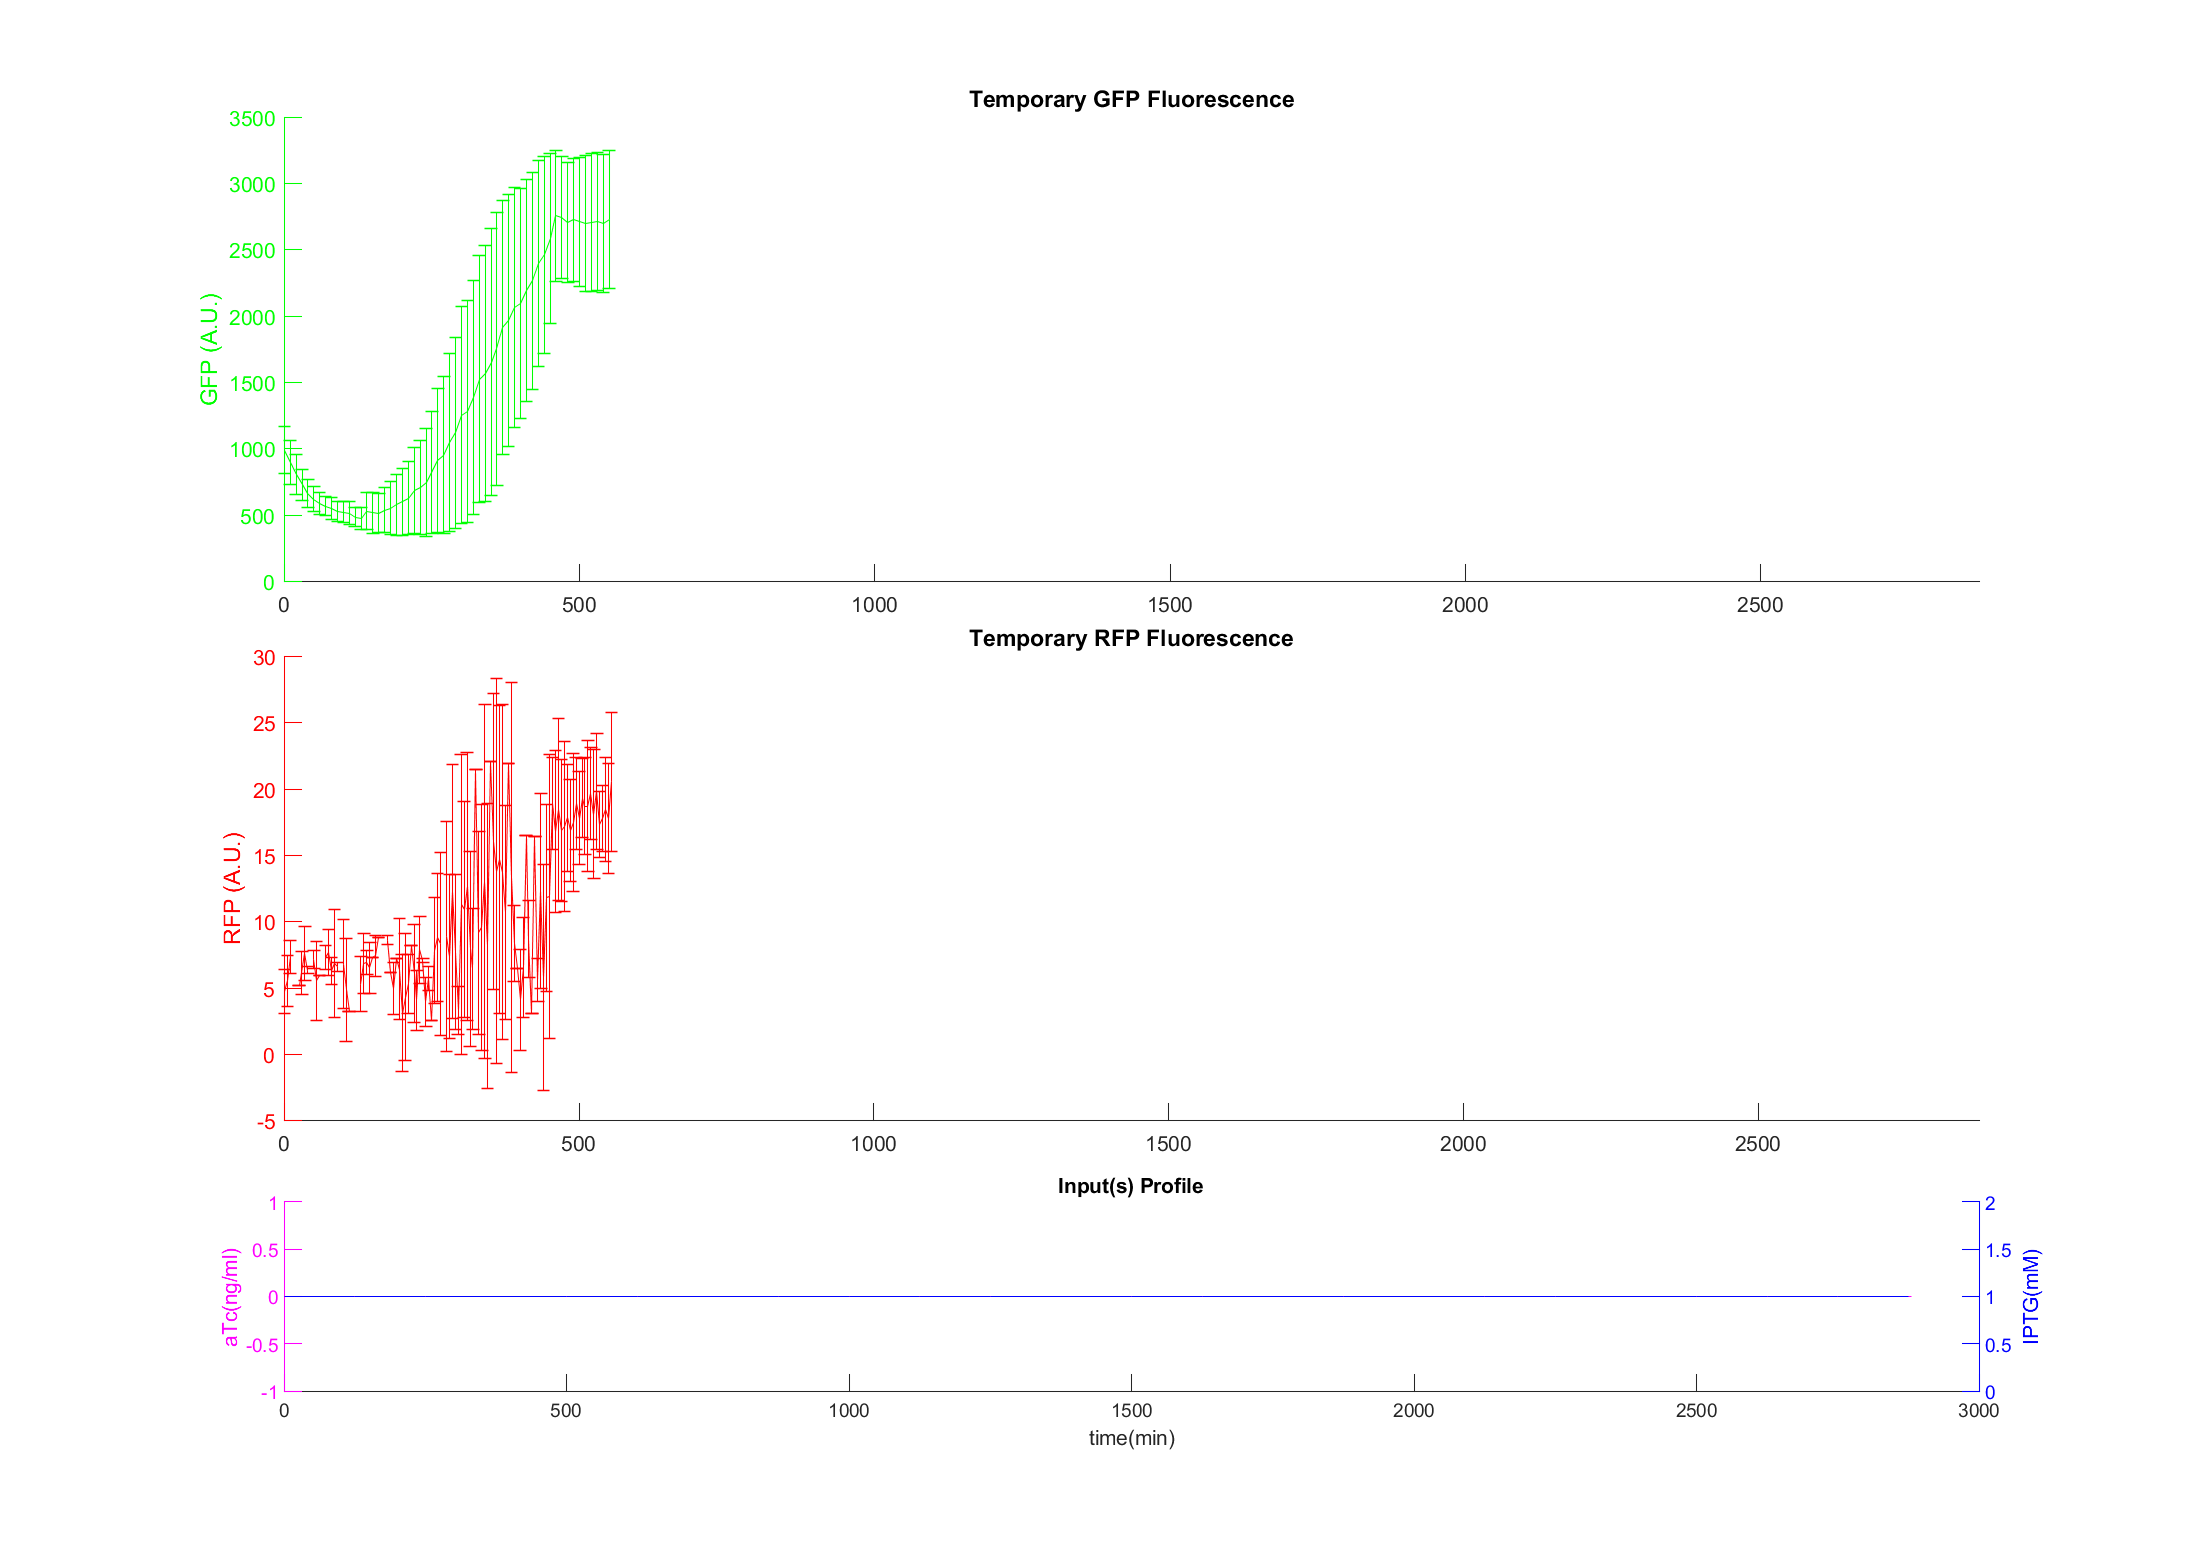 Temporary GFP Fluorescence
3500
3000
2500
2000
1500
1000
500
0
GFP (A.U.)
0 500 1000 1500 2000 2500
Temporary RFP Fluorescence
30
25
20
15
10
5
0
-5
RFP (A.U.)
0 500 1000 1500 2000 2500
Input(s) Profile
1
0.5
0
-0.5
-1
aTc(ng/ml)
2
1.5
1
0.5
0
IPTG(mM)
0 500 1000 1500 2000 2500 3000
time(min)